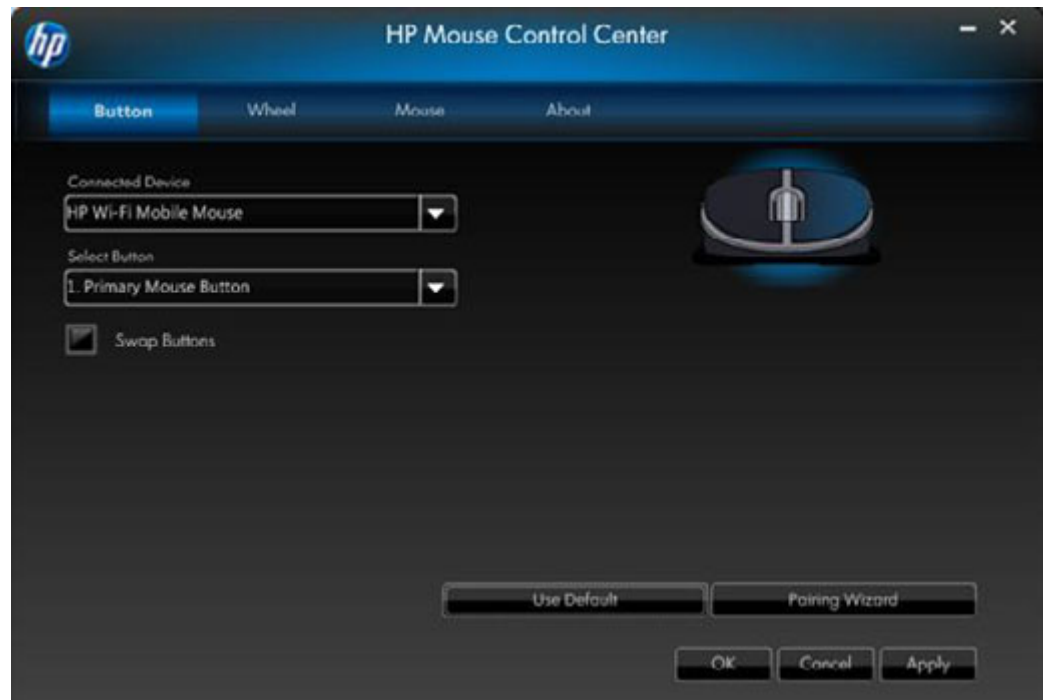 hp
HP Mouse Control Center
Button Wheel Mouse About
Connected Device
HP Wi-Fi Mobile Mouse
Select Button
1. Primary Mouse Button
Swap Buttons
Use Default Pairing Wizard
OK Cancel Apply